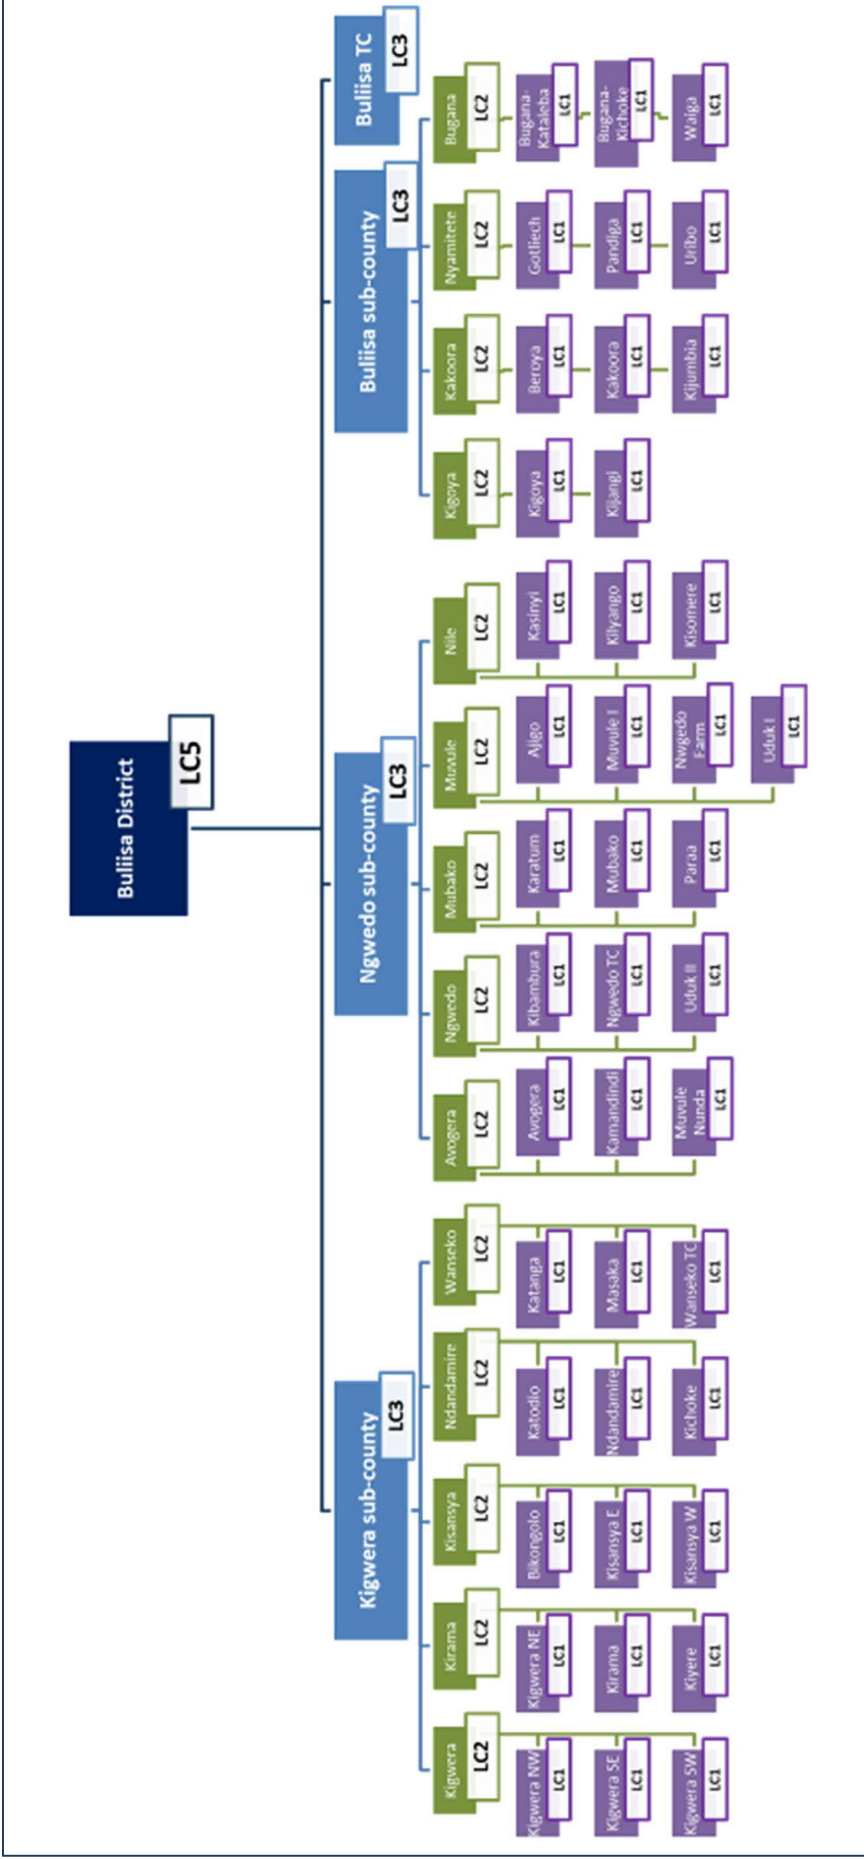 Buliisa District
LC5
Kigwera sub-county
LC3
Ngwedo sub-county
LC3
Buliisa sub-county
LC3
Buliisa TC
LC3
Kigwera
LC2
Kigwera NW
LC1
Kigwera SE
LC1
Kigwera SW
LC1
Kirama
LC2
Kigwera NE
LC1
Kirama
LC1
Kiyere
LC1
Kisansya
LC2
Bikongolo
LC1
Kisansya E
LC1
Kisansya W
LC1
Ndandamire
LC2
Katodio
LC1
Ndandamire
LC1
Kichoke
LC1
Wanseko
LC2
Katanga
LC1
Masaka
LC1
Wanseko TC
LC1
Avogera
LC2
Avogera
LC1
Kamandindi
LC1
Muvule
Nunda
LC1
Ngwedo
LC2
Kibambura
LC1
Ngwedo TC
LC1
Uduk II
LC1
Mubako
LC2
Karatum
LC1
Mubako
LC1
Paraa
LC1
Muvule
LC2
Ajigo
LC1
Muvule I
LC1
Nwgedo
Farm
LC1
Uduk I
LC1
Nile
LC2
Kasinyi
LC1
Kilyango
LC1
Kisomere
LC1
Kigoya
LC2
Kigoya
LC1
Kijangi
LC1
Kakoora
LC2
Beroya
LC1
Kakoora
LC1
Kijumbia
LC1
Nyamitete
LC2
Gotliech
LC1
Pandiga
LC1
Uribo
LC1
Bugana
LC2
Bugana-
Kataleba
LC1
Bugana-
Kichoke
LC1
Waiga
LC1